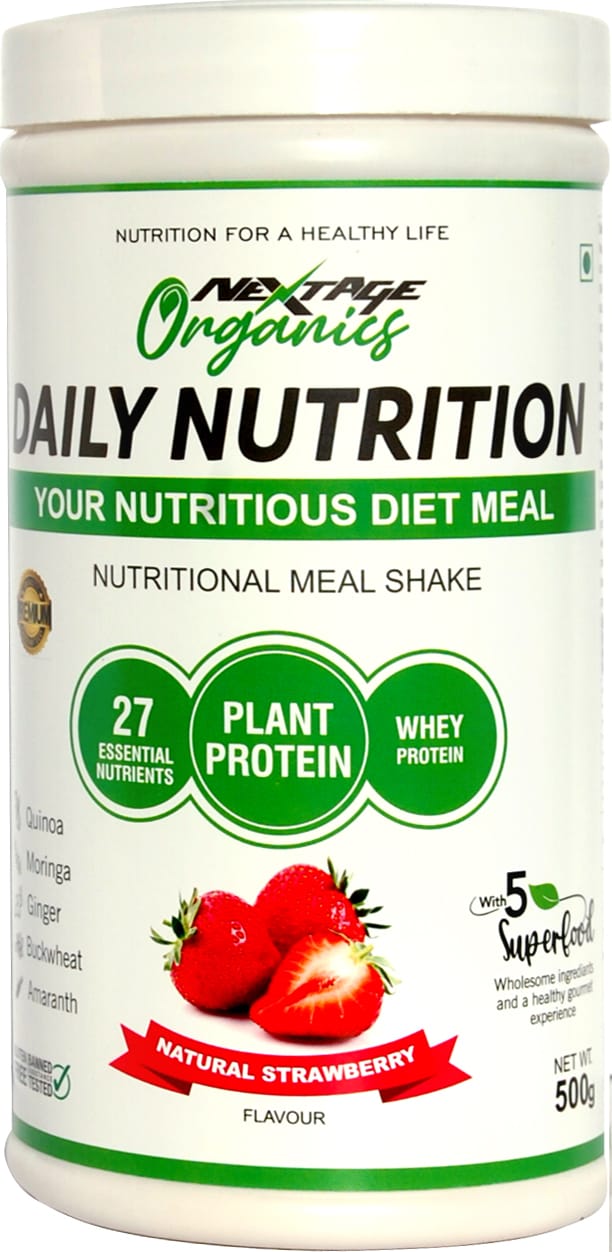 NUTRITION FOR A HEALTHY LIFE
NEXTAGE
Organics
DAILY NUTRITION
YOUR NUTRITIOUS DIET MEAL
NUTRITIONAL MEAL SHAKE
PREMIUM
27
ESSENTIAL
NUTRIENTS
PLANT
PROTEIN
WHEY
PROTEIN
Quinoa
Moringa
Ginger
Buckwheat
Amaranth
With 5
Superfood
Wholesome ingredients
and a healthy gourmet
experience
BANNED
TESTED
NATURAL STRAWBERRY
FLAVOUR
NET WT.
500g